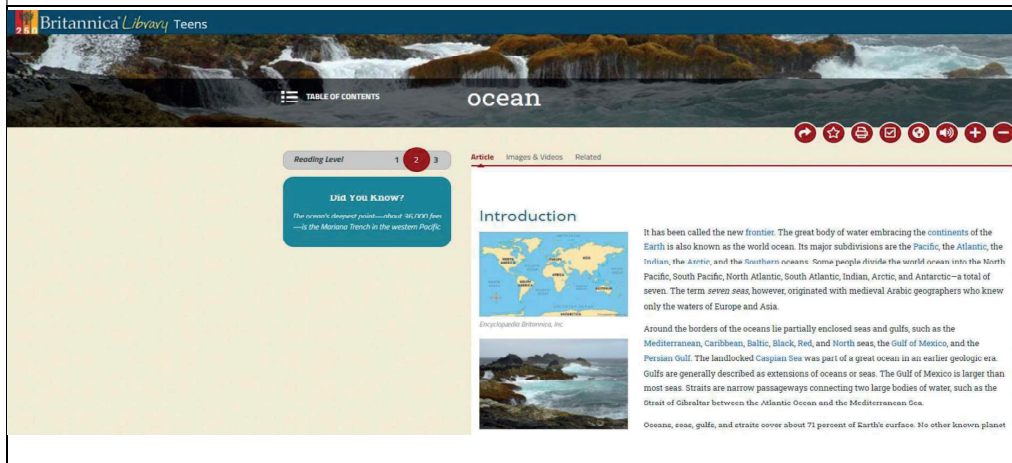 250
Britannica Library Teens
TABLE OF CONTENTS
ocean
Reading Level 1 2 3
Article Images & Videos Related
Did You Know?
The ocean's deepest point—about 36,000 feet
—is the Mariana Trench in the western Pacific
Introduction
NORTH AMERICA
EUROPE
ASIA
AFRICA
SOUTH AMERICA
AUSTRALIA
ANTARCTICA
Encyclopædia Britannica, Inc.
It has been called the new frontier. The great body of water embracing the continents of the
Earth is also known as the world ocean. Its major subdivisions are the Pacific, the Atlantic, the
Indian, the Arctic, and the Southern oceans. Some people divide the world ocean into the North
Pacific, South Pacific, North Atlantic, South Atlantic, Indian, Arctic, and Antarctic—a total of
seven. The term seven seas, however, originated with medieval Arabic geographers who knew
only the waters of Europe and Asia.
Around the borders of the oceans lie partially enclosed seas and gulfs, such as the
Mediterranean, Caribbean, Baltic, Black, Red, and North seas, the Gulf of Mexico, and the
Persian Gulf. The landlocked Caspian Sea was part of a great ocean in an earlier geologic era.
Gulfs are generally described as extensions of oceans or seas. The Gulf of Mexico is larger than
most seas. Straits are narrow passageways connecting two large bodies of water, such as the
Strait of Gibraltar between the Atlantic Ocean and the Mediterranean Sea.
Oceans, seas, gulfs, and straits cover about 71 percent of Earth's surface. No other known planet